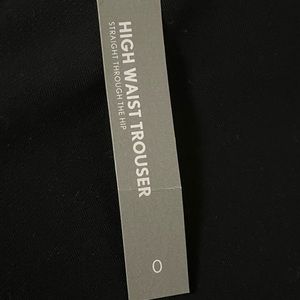 HIGH WAIST TROUSER
STRAIGHT THROUGH THE HIP
0